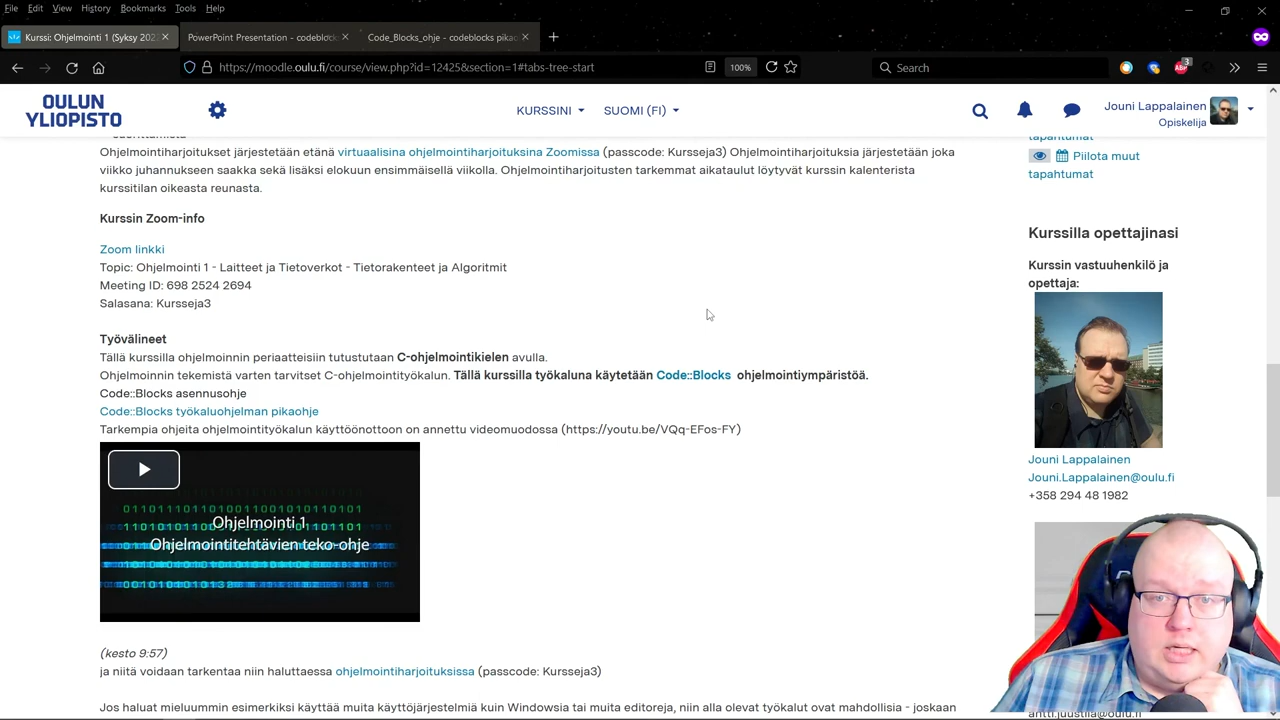 File Edit View History Bookmarks Tools Help
Kurssi: Ohjelmointi 1 (Syksy 202
PowerPoint Presentation - codeblock
Code_Blocks_ohje - codeblocks pika
https://moodle.oulu.fi/course/view.php?id=12425&section=1#tabs-tree-start
100%
Search
ABP
3
OULUN
YLIOPISTO
KURSSINI
SUOMI (FI)
Jouni Lappalainen
Opiskelija
suorittamista
Ohjelmointiharjoitukset järjestetään etänä virtuaalisina ohjelmointiharjoituksina Zoomissa (passcode: Kursseja3) Ohjelmointiharjoituksia järjestetään joka
viikko juhannukseen saakka sekä lisäksi elokuun ensimmäisellä viikolla. Ohjelmointiharjoitusten tarkemmat aikataulut löytyvät kurssin kalenterista
kurssitilan oikeasta reunasta.
Kurssin Zoom-info
Zoom linkki
Topic: Ohjelmointi 1 - Laitteet ja Tietoverkot - Tietorakenteet ja Algoritmit
Meeting ID: 698 2524 2694
Salasana: Kursseja3
Työvälineet
Tällä kurssilla ohjelmoinnin periaatteisiin tutustutaan C-ohjelmointikielen avulla.
Ohjelmoinnin tekemistä varten tarvitset C-ohjelmointityökalun. Tällä kurssilla työkaluna käytetään Code::Blocks ohjelmointiympäristöä.
Code::Blocks asennusohje
Code::Blocks työkaluohjelman pikaohje
Tarkempia ohjeita ohjelmointityökalun käyttöönottoon on annettu videomuodossa (https://youtu.be/VQq-EFos-FY)
Ohjelmointi 1
Ohjelmointitehtävien teko-ohje
(kesto 9:57)
ja niitä voidaan tarkentaa niin haluttaessa ohjelmointiharjoituksissa (passcode: Kursseja3)
Jos haluat mieluummin esimerkiksi käyttää muita käyttöjärjestelmiä kuin Windowsia tai muita editoreja, niin alla olevat työkalut ovat mahdollisia - joskaan
tapahtumat
Piilota muut
tapahtumat
Kurssilla opettajinasi
Kurssin vastuuhenkilö ja
opettaja:
Jouni Lappalainen
Jouni.Lappalainen@oulu.fi
+358 294 48 1982
antti.juustila@oulu.fi